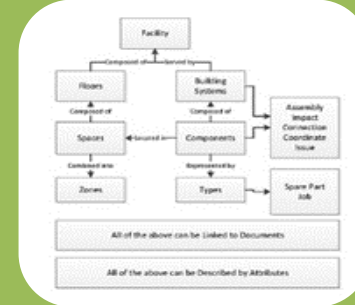 Facility
Composed of
Served by
Floors
Building
Systems
Composed of
Composed of
Assembly
Impact
Connection
Coordinate
Issue
Spaces
Located in
Components
Combined into
Represented by
Zones
Types
Spare Part
Job
All of the above can be Linked to Documents
All of the above can be Described by Attributes